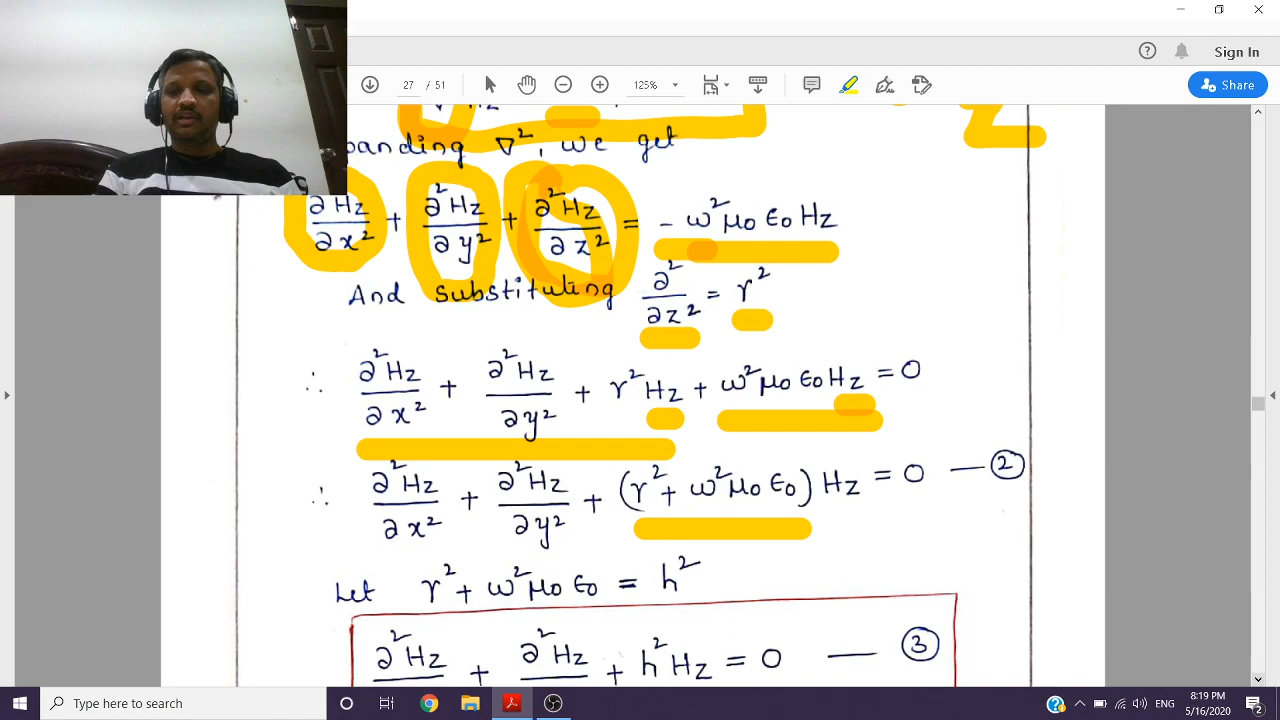 Sign In
27 / 51
125%
Share
∇² Hz
panding ∇², we get
∂²Hz/∂x² + ∂²Hz/∂y² + ∂²Hz/∂z² = - ω²μ₀ε₀Hz
And substituting ∂²/∂z² = γ²
∴ ∂²Hz/∂x² + ∂²Hz/∂y² + γ²Hz + ω²μ₀ε₀Hz = 0
∴ ∂²Hz/∂x² + ∂²Hz/∂y² + (γ² + ω²μ₀ε₀) Hz = 0 — ②
Let γ² + ω²μ₀ε₀ = h²
∂²Hz + ∂²Hz + h²Hz = 0 — ③
Type here to search
ENG
8:19 PM
5/16/2020